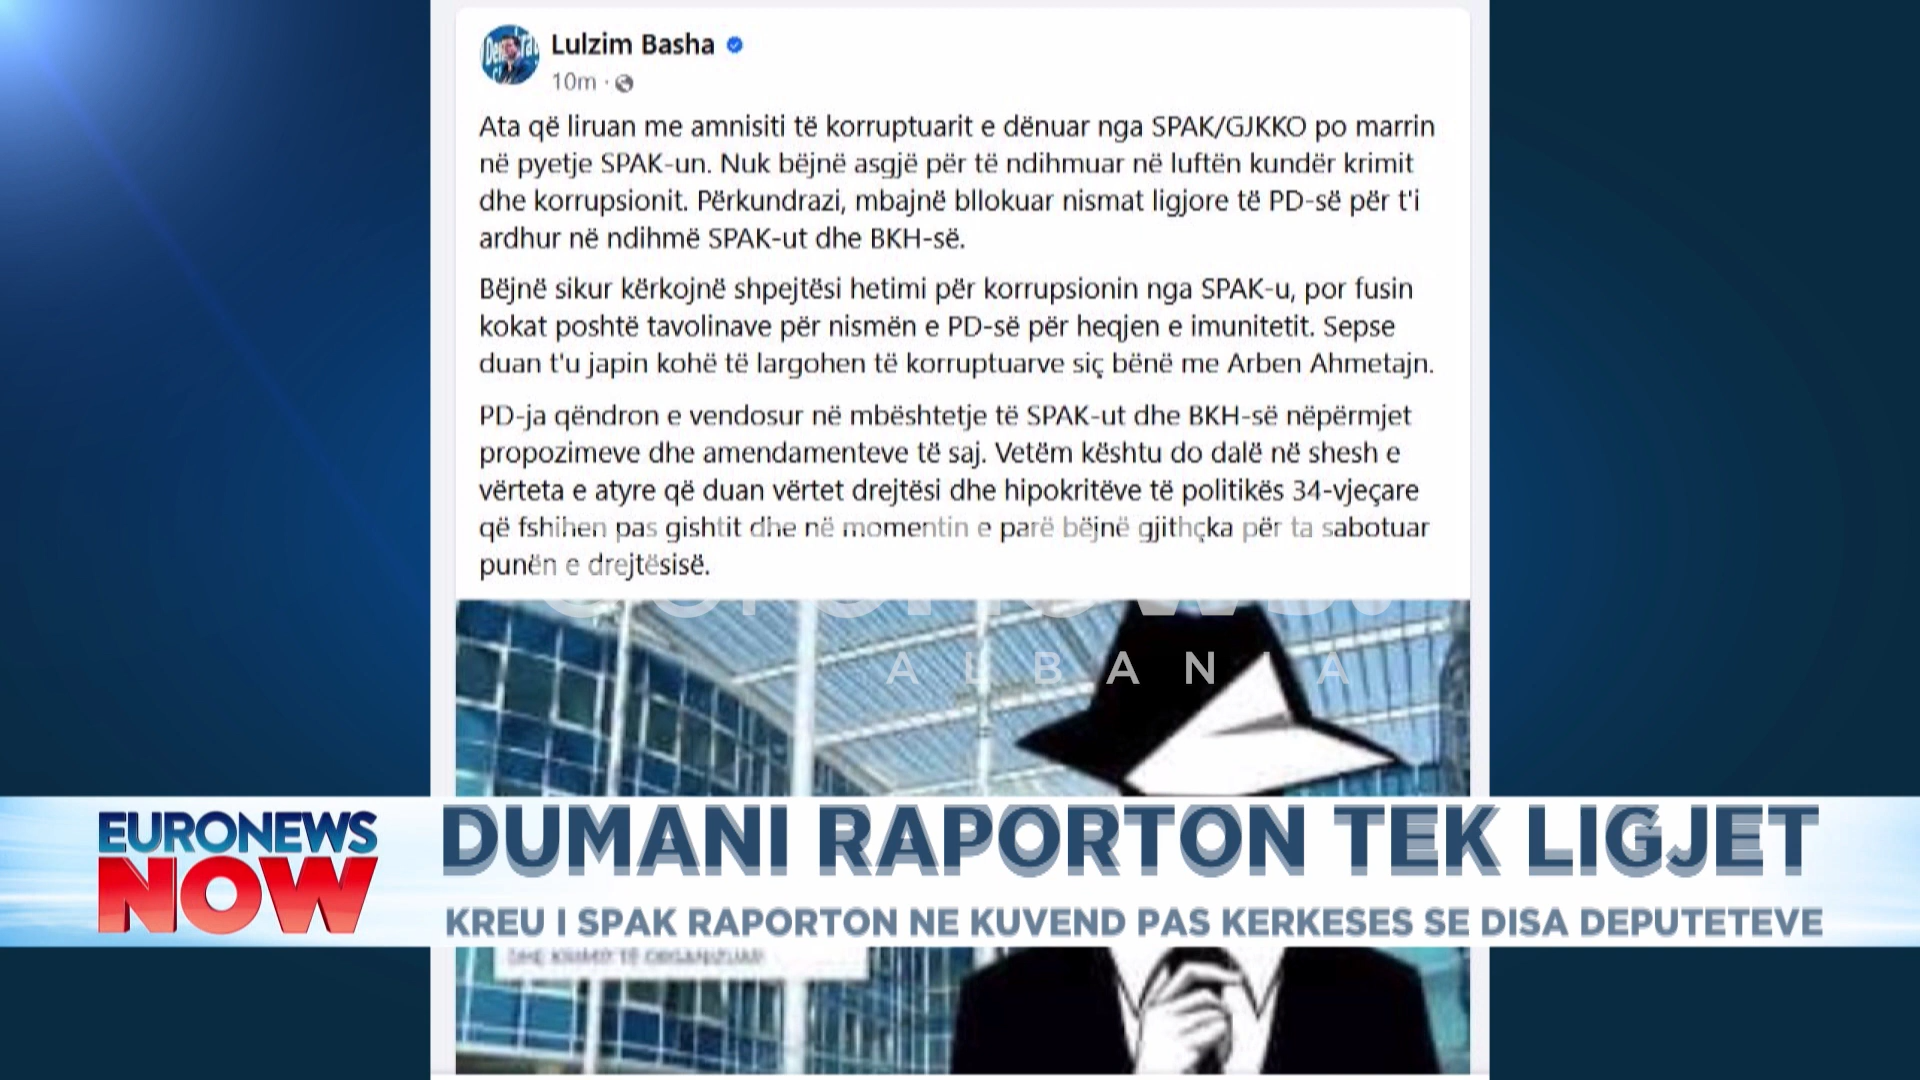 Lulzim Basha
10m
Ata që liruan me amnisiti të korruptuarit e dënuar nga SPAK/GJKKO po marrin
në pyetje SPAK-un. Nuk bëjnë asgjë për të ndihmuar në luftën kundër krimit
dhe korrupsionit. Përkundrazi, mbajnë bllokuar nismat ligjore të PD-së për t'i
ardhur në ndihmë SPAK-ut dhe BKH-së.
Bëjnë sikur kërkojnë shpejtësi hetimi për korrupsionin nga SPAK-u, por fusin
kokat poshtë tavolinave për nismën e PD-së për heqjen e imunitetit. Sepse
duan t'u japin kohë të largohen të korruptuarve siç bënë me Arben Ahmetajn.
PD-ja qëndron e vendosur në mbështetje të SPAK-ut dhe BKH-së nëpërmjet
propozimeve dhe amendamenteve të saj. Vetëm kështu do dalë në shesh e
vërteta e atyre që duan vërtet drejtësi dhe hipokritëve të politikës 34-vjeçare
që fshihen pas gishtit dhe në momentin e parë bëjnë gjithçka për ta sabotuar
punën e drejtësisë.
ALBANIA
EURONEWS
NOW
DUMANI RAPORTON TEK LIGJET
KREU I SPAK RAPORTON NE KUVEND PAS KERKESES SE DISA DEPUTETEVE
DHE KRIMIT TË ORGANIZUAR